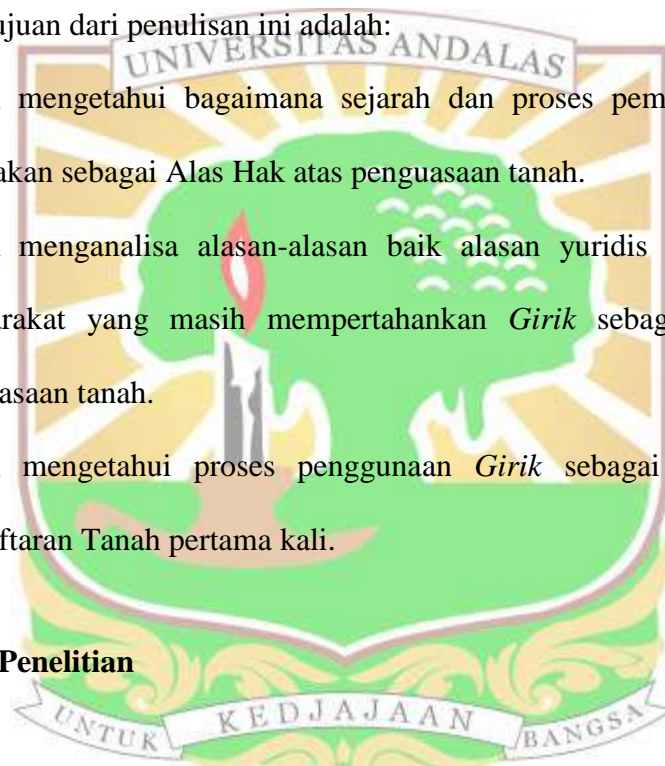 ujuan dari penulisan ini adalah:
UNIVERSITAS ANDALAS
mengetahui bagaimana sejarah dan proses pem
akan sebagai Alas Hak atas penguasaan tanah.
menganalisa alasan-alasan baik alasan yuridis
arakat yang masih mempertahankan Girik sebag
asaan tanah.
mengetahui proses penggunaan Girik sebagai
ftaran Tanah pertama kali.
Penelitian
UNTUK KEDJAJAAN BANGSA